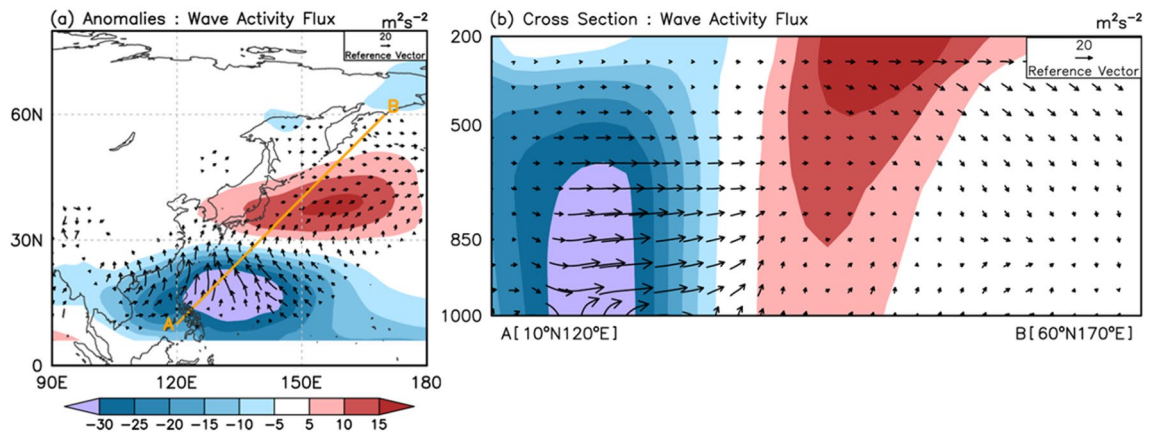 (a) Anomalies : Wave Activity Flux m²s⁻²
20
Reference Vector
B
60N
30N
A
0
90E 120E 150E 180
-30 -25 -20 -15 -10 -5 5 10 15
(b) Cross Section : Wave Activity Flux m²s⁻²
200
20
Reference Vector
500
850
1000
A[10°N120°E] B[60°N170°E]